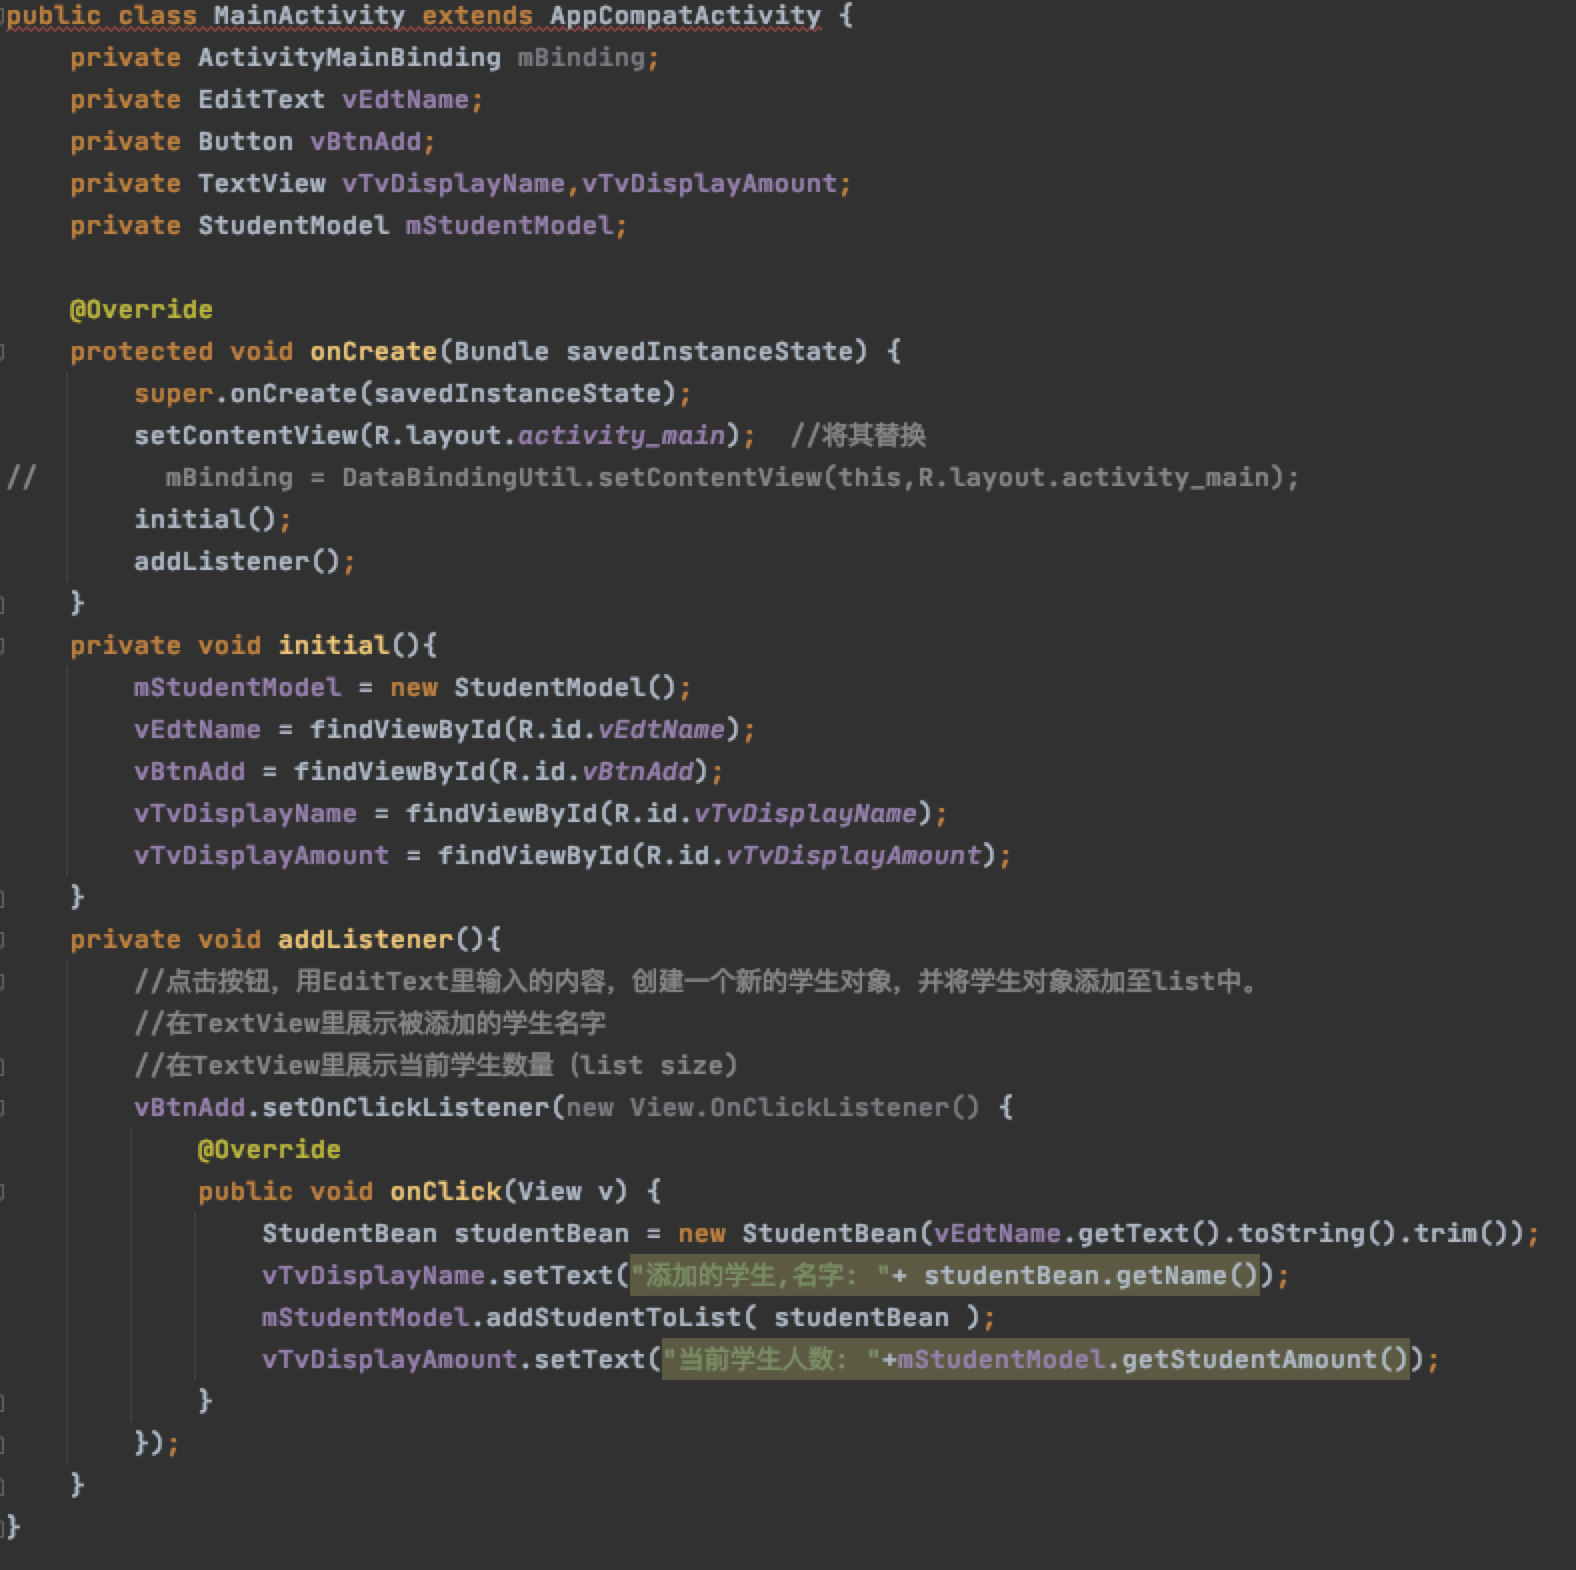 public class MainActivity extends AppCompatActivity {
    private ActivityMainBinding mBinding;
    private EditText vEdtName;
    private Button vBtnAdd;
    private TextView vTvDisplayName,vTvDisplayAmount;
    private StudentModel mStudentModel;

    @Override
    protected void onCreate(Bundle savedInstanceState) {
        super.onCreate(savedInstanceState);
        setContentView(R.layout.activity_main);  //将其替换
//        mBinding = DataBindingUtil.setContentView(this,R.layout.activity_main);
        initial();
        addListener();
    }
    private void initial(){
        mStudentModel = new StudentModel();
        vEdtName = findViewById(R.id.vEdtName);
        vBtnAdd = findViewById(R.id.vBtnAdd);
        vTvDisplayName = findViewById(R.id.vTvDisplayName);
        vTvDisplayAmount = findViewById(R.id.vTvDisplayAmount);
    }
    private void addListener(){
        //点击按钮，用EditText里输入的内容，创建一个新的学生对象，并将学生对象添加至list中。
        //在TextView里展示被添加的学生名字
        //在TextView里展示当前学生数量（list size）
        vBtnAdd.setOnClickListener(new View.OnClickListener() {
            @Override
            public void onClick(View v) {
                StudentBean studentBean = new StudentBean(vEdtName.getText().toString().trim());
                vTvDisplayName.setText("添加的学生,名字: "+ studentBean.getName());
                mStudentModel.addStudentToList( studentBean );
                vTvDisplayAmount.setText("当前学生人数: "+mStudentModel.getStudentAmount());
            }
        });
    }
}